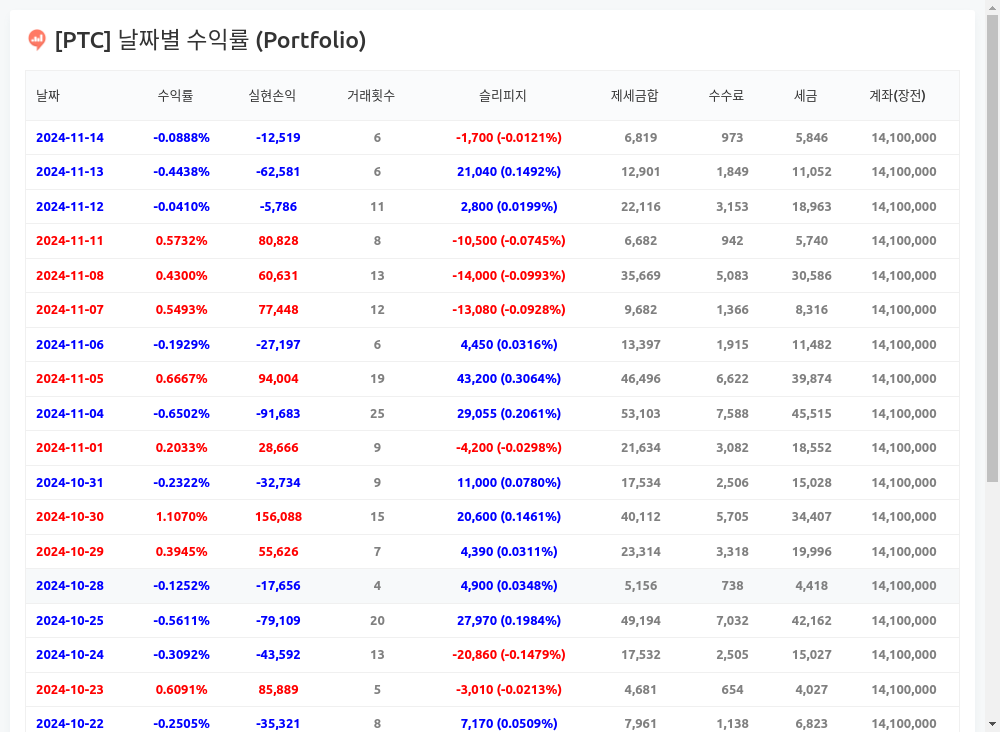 [PTC] 날짜별 수익률 (Portfolio)
날짜 수익률 실현손익 거래횟수 슬리피지 제세금합 수수료 세금 계좌(장전)
2024-11-14 -0.0888% -12,519 6 -1,700 (-0.0121%) 6,819 973 5,846 14,100,000
2024-11-13 -0.4438% -62,581 6 21,040 (0.1492%) 12,901 1,849 11,052 14,100,000
2024-11-12 -0.0410% -5,786 11 2,800 (0.0199%) 22,116 3,153 18,963 14,100,000
2024-11-11 0.5732% 80,828 8 -10,500 (-0.0745%) 6,682 942 5,740 14,100,000
2024-11-08 0.4300% 60,631 13 -14,000 (-0.0993%) 35,669 5,083 30,586 14,100,000
2024-11-07 0.5493% 77,448 12 -13,080 (-0.0928%) 9,682 1,366 8,316 14,100,000
2024-11-06 -0.1929% -27,197 6 4,450 (0.0316%) 13,397 1,915 11,482 14,100,000
2024-11-05 0.6667% 94,004 19 43,200 (0.3064%) 46,496 6,622 39,874 14,100,000
2024-11-04 -0.6502% -91,683 25 29,055 (0.2061%) 53,103 7,588 45,515 14,100,000
2024-11-01 0.2033% 28,666 9 -4,200 (-0.0298%) 21,634 3,082 18,552 14,100,000
2024-10-31 -0.2322% -32,734 9 11,000 (0.0780%) 17,534 2,506 15,028 14,100,000
2024-10-30 1.1070% 156,088 15 20,600 (0.1461%) 40,112 5,705 34,407 14,100,000
2024-10-29 0.3945% 55,626 7 4,390 (0.0311%) 23,314 3,318 19,996 14,100,000
2024-10-28 -0.1252% -17,656 4 4,900 (0.0348%) 5,156 738 4,418 14,100,000
2024-10-25 -0.5611% -79,109 20 27,970 (0.1984%) 49,194 7,032 42,162 14,100,000
2024-10-24 -0.3092% -43,592 13 -20,860 (-0.1479%) 17,532 2,505 15,027 14,100,000
2024-10-23 0.6091% 85,889 5 -3,010 (-0.0213%) 4,681 654 4,027 14,100,000
2024-10-22 -0.2505% -35,321 8 7,170 (0.0509%) 7,961 1,138 6,823 14,100,000